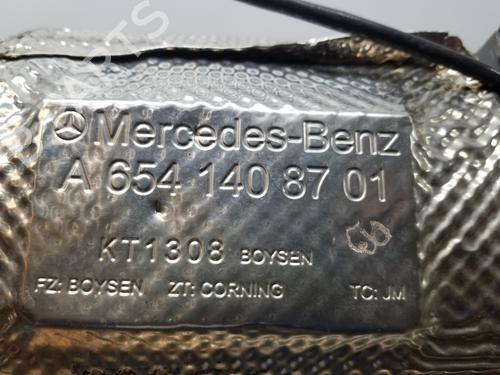 Mercedes-Benz
A 654 140 87 01
KT1308 BOYSEN
FZ: BOYSEN ZT: CORNING TC: JM